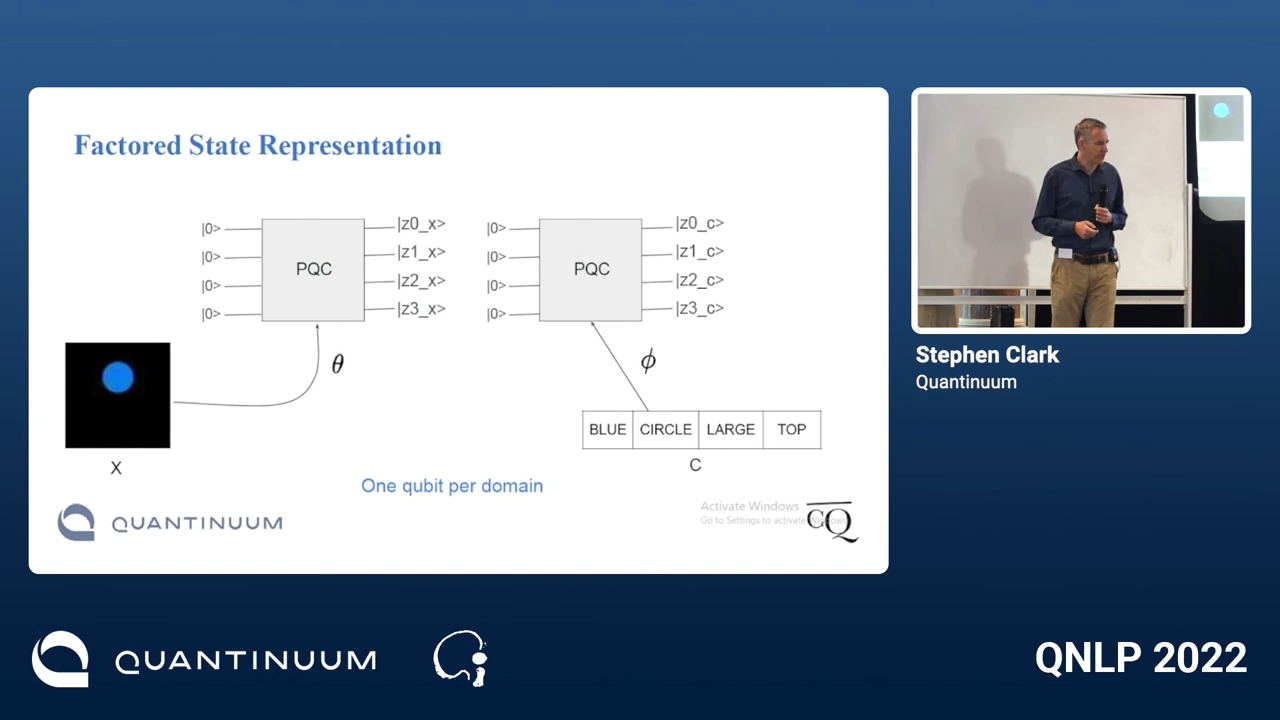 Factored State Representation
|0>
|0>
|0>
|0>
PQC
|z0_x>
|z1_x>
|z2_x>
|z3_x>
|0>
|0>
|0>
|0>
PQC
|z0_c>
|z1_c>
|z2_c>
|z3_c>
θ
ϕ
BLUE CIRCLE LARGE TOP
X
C
One qubit per domain
QUANTINUUM
Activate Windows
Go to Settings to activate Windows.
CQ
Stephen Clark
Quantinuum
QUANTINUUM
QNLP 2022